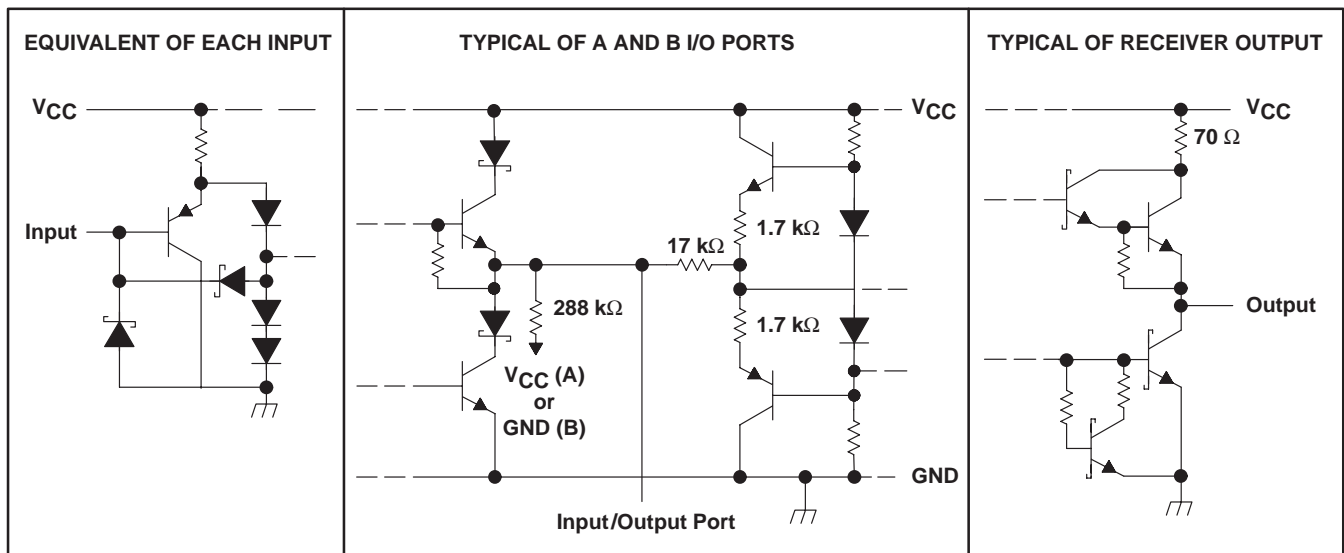 EQUIVALENT OF EACH INPUT
VCC
Input
TYPICAL OF A AND B I/O PORTS
VCC
1.7 kΩ
17 kΩ
288 kΩ
1.7 kΩ
VCC (A)
or
GND (B)
GND
Input/Output Port
TYPICAL OF RECEIVER OUTPUT
VCC
70 Ω
Output